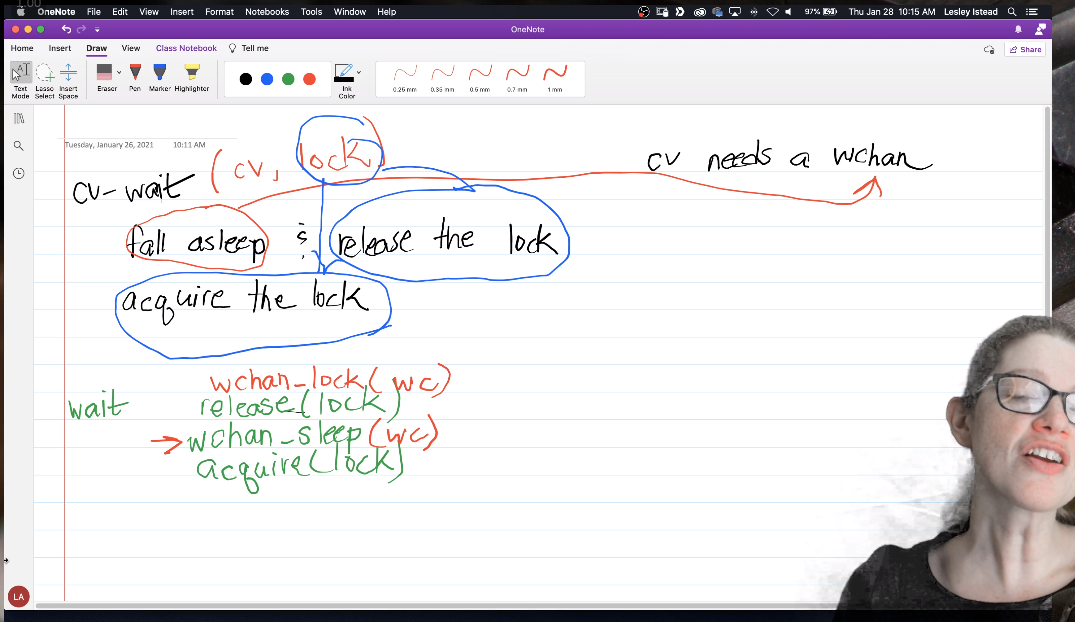 1.00
OneNote File Edit View Insert Format Notebooks Tools Window Help 97% Thu Jan 28 10:15 AM Lesley Istead
OneNote
Home Insert Draw View Class Notebook Tell me Share
Text Mode Lasso Select Insert Space Eraser Pen Marker Highlighter Ink Color 0.25 mm 0.35 mm 0.5 mm 0.7 mm 1 mm
Tuesday, January 26, 2021 10:11 AM
cv-wait (cv, lock)
cv needs a wchan
fall asleep & release the lock
acquire the lock
wchan_lock(wc)
wait release(lock)
wchan_sleep(wc)
acquire(lock)
LA